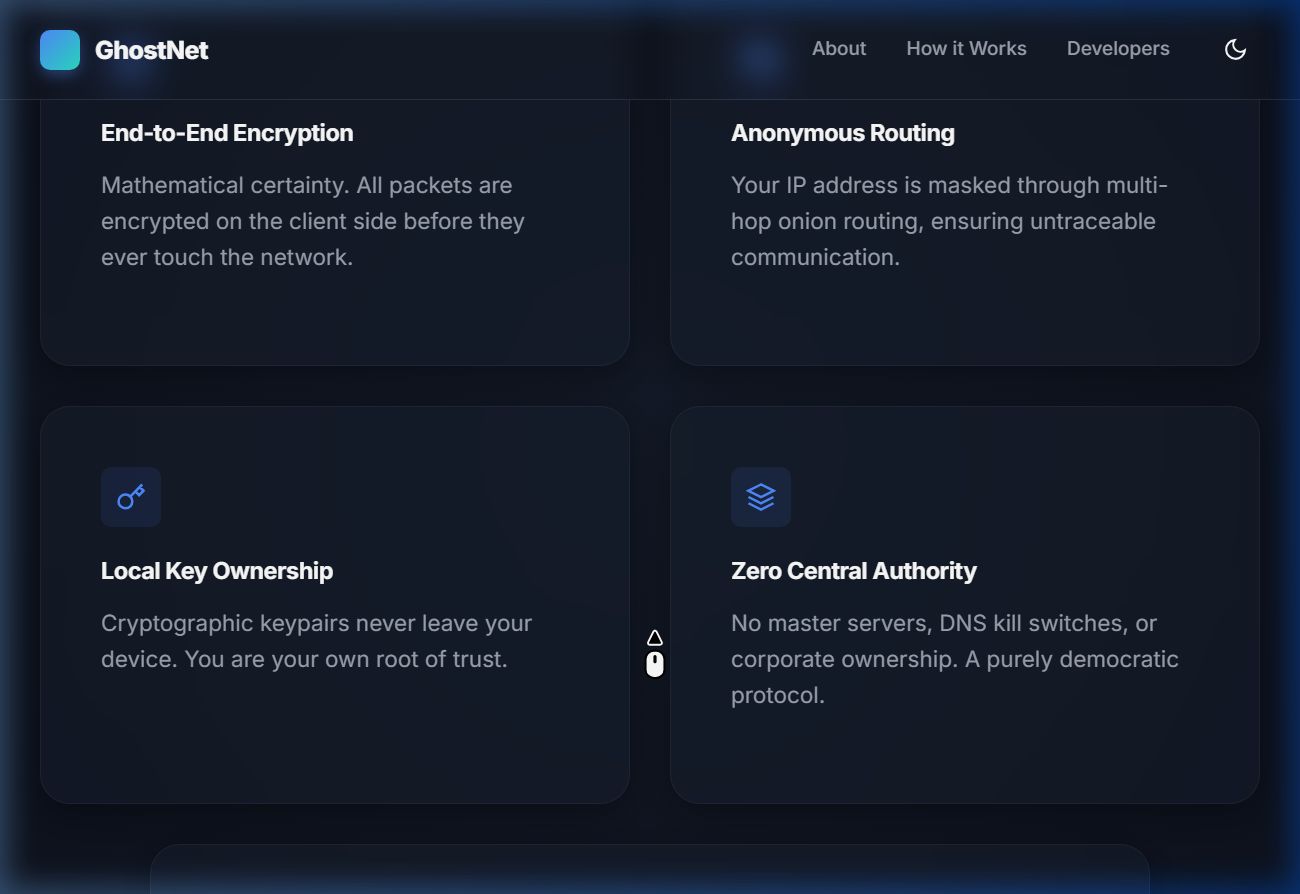 GhostNet
About
How it Works
Developers
End-to-End Encryption
Mathematical certainty. All packets are
encrypted on the client side before they
ever touch the network.
Anonymous Routing
Your IP address is masked through multi-
hop onion routing, ensuring untraceable
communication.
Local Key Ownership
Cryptographic keypairs never leave your
device. You are your own root of trust.
Zero Central Authority
No master servers, DNS kill switches, or
corporate ownership. A purely democratic
protocol.